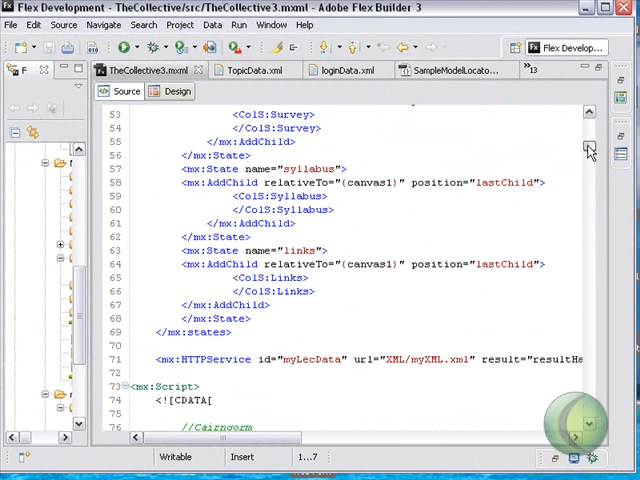 Flex Development - TheCollective/src/TheCollective3.mxml - Adobe Flex Builder 3
File Edit Navigate Source Search Project Data Run Window Help
Flex Develop...
F
TheCollective3.mxml TopicData.xml loginData.xml SampleModelLocato... 13
Source Design
53 <ColS:Survey>
54 </ColS:Survey>
55 </mx:AddChild>
56 </mx:State>
57 <mx:State name="syllabus">
58 <mx:AddChild relativeTo="{canvas1}" position="lastChild">
59 <ColS:Syllabus>
60 </ColS:Syllabus>
61 </mx:AddChild>
62 </mx:State>
63 <mx:State name="links">
64 <mx:AddChild relativeTo="{canvas1}" position="lastChild">
65 <ColS:Links>
66 </ColS:Links>
67 </mx:AddChild>
68 </mx:State>
69 </mx:states>
70
71 <mx:HTTPService id="myLecData" url="XML/myXML.xml" result="resultHa
72
73 <mx:Script>
74 <![CDATA[
75
76 //Cairngorm
Writable Insert 1...7